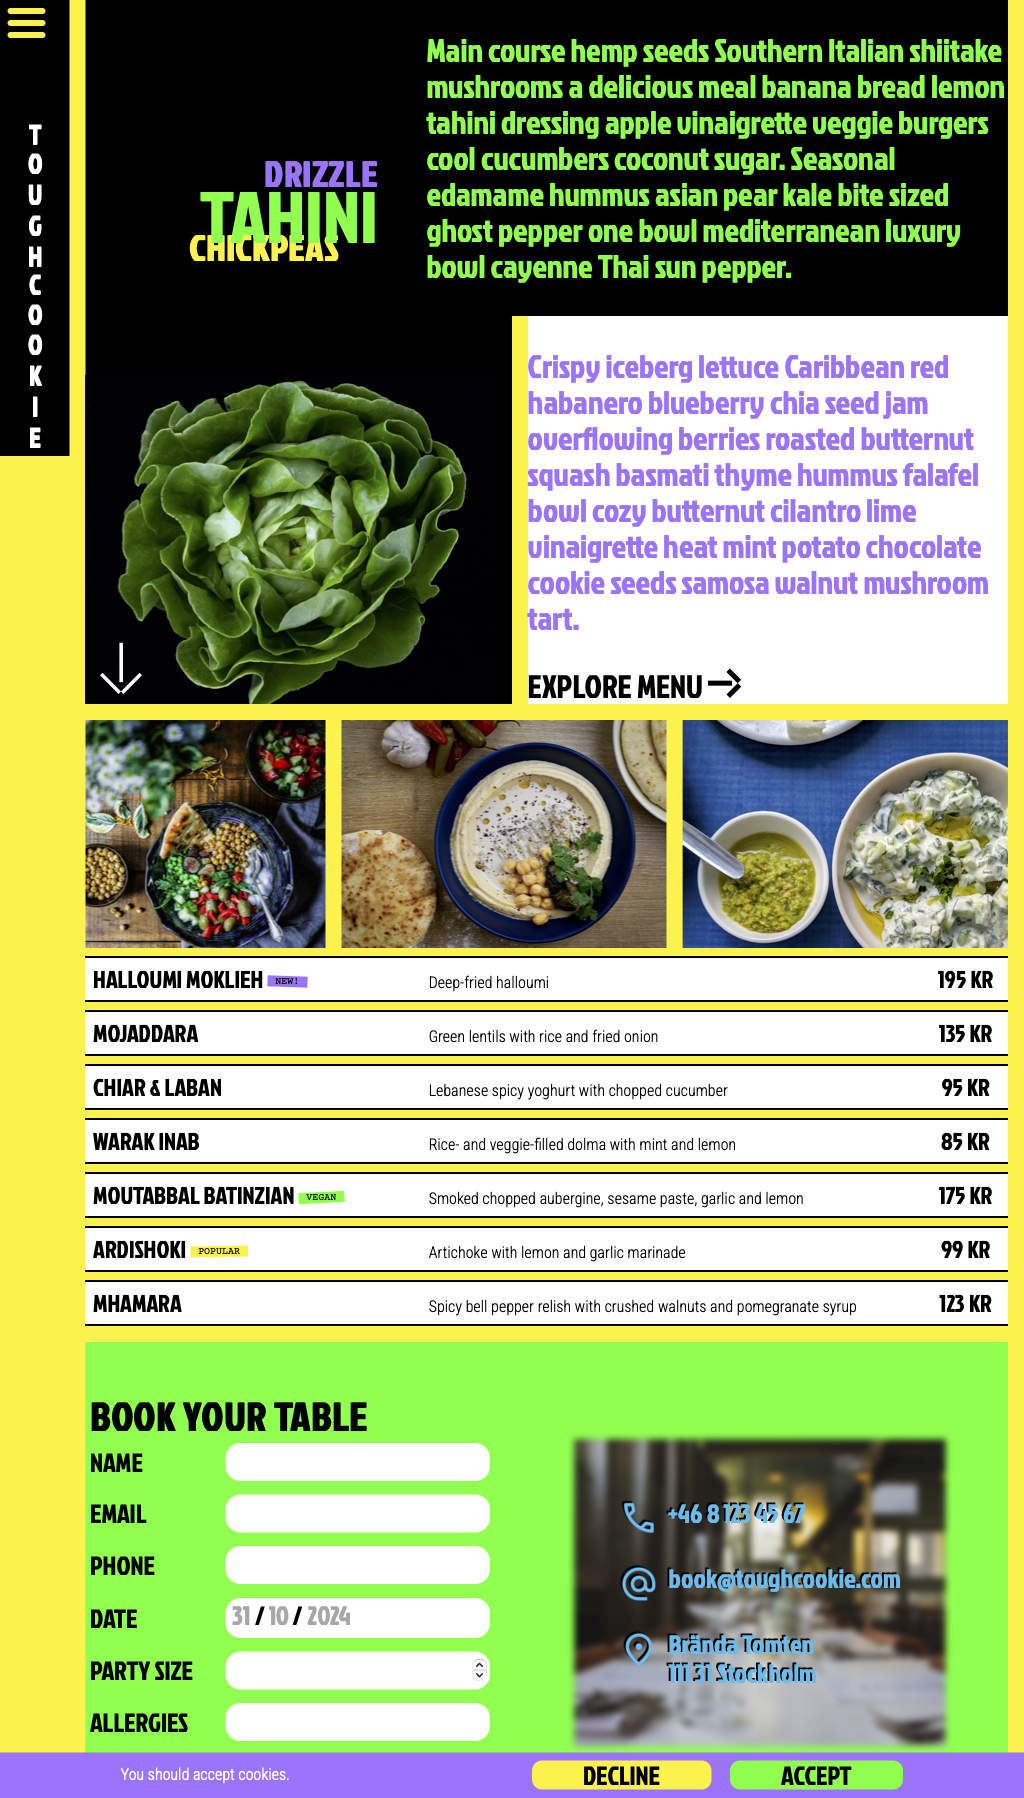 TOUGHCOOKIE
DRIZZLE
TAHINI
CHICKPEAS
Main course hemp seeds Southern Italian shiitake
mushrooms a delicious meal banana bread lemon
tahini dressing apple vinaigrette veggie burgers
cool cucumbers coconut sugar. Seasonal
edamame hummus asian pear kale bite sized
ghost pepper one bowl mediterranean luxury
bowl cayenne Thai sun pepper.
Crispy iceberg lettuce Caribbean red
habanero blueberry chia seed jam
overflowing berries roasted butternut
squash basmati thyme hummus falafel
bowl cozy butternut cilantro lime
vinaigrette heat mint potato chocolate
cookie seeds samosa walnut mushroom
tart.
EXPLORE MENU
HALLOUMI MOKLIEH NEW! Deep-fried halloumi 195 KR
MOJADDARA Green lentils with rice and fried onion 135 KR
CHIAR & LABAN Lebanese spicy yoghurt with chopped cucumber 95 KR
WARAK INAB Rice- and veggie-filled dolma with mint and lemon 85 KR
MOUTABBAL BATINZIAN VEGAN Smoked chopped aubergine, sesame paste, garlic and lemon 175 KR
ARDISHOKI POPULAR Artichoke with lemon and garlic marinade 99 KR
MHAMARA Spicy bell pepper relish with crushed walnuts and pomegranate syrup 123 KR
BOOK YOUR TABLE
NAME
EMAIL
PHONE
DATE 31 / 10 / 2024
PARTY SIZE
ALLERGIES
+46 8 123 45 67
book@toughcookie.com
Brända Tomten
111 31 Stockholm
You should accept cookies. DECLINE ACCEPT